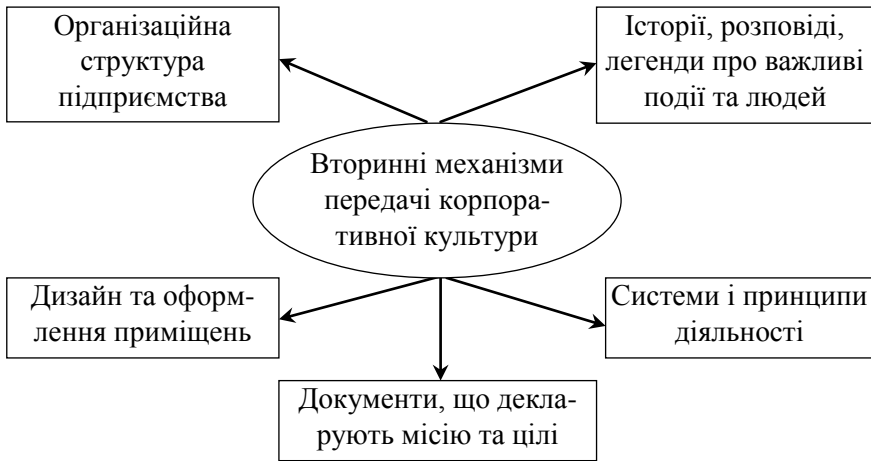 Організаційна
структура
підприємства
Історії, розповіді,
легенди про важливі
події та людей
Вторинні механізми
передачі корпора-
тивної культури
Дизайн та оформ-
лення приміщень
Системи і принципи
діяльності
Документи, що декла-
рують місію та цілі